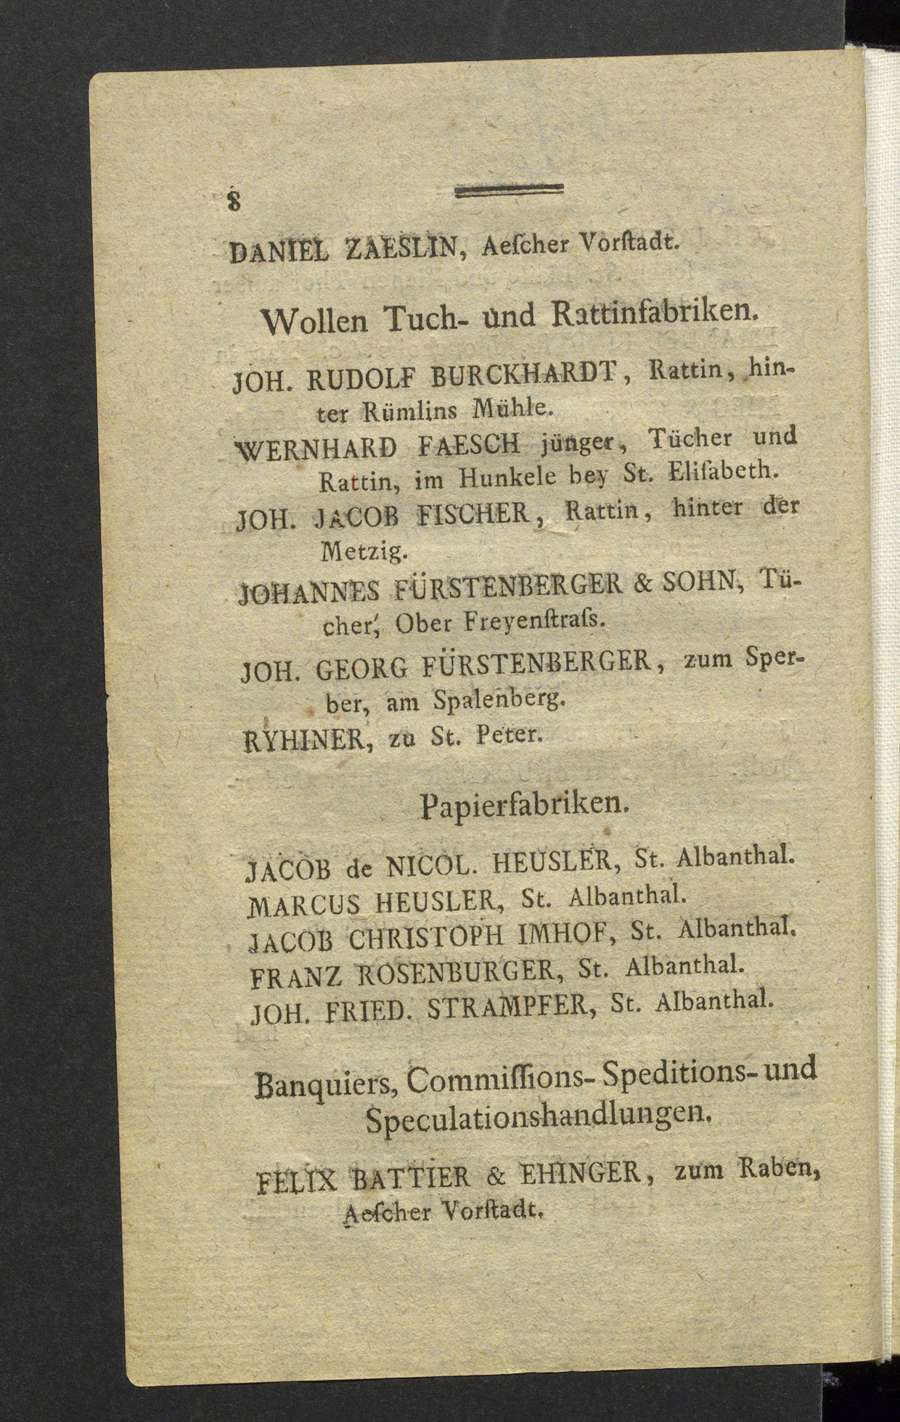 8
DANIEL ZAESLIN, Aeſcher Vorſtadt.
Wollen Tuch- und Rattinfabriken.
JOH. RUDOLF BURCKHARDT, Rattin, hin-
ter Rümlins Mühle.
WERNHARD FAESCH jünger, Tücher und
Rattin, im Hunkele bey St. Eliſabeth.
JOH. JACOB FISCHER, Rattin, hinter der
Metzig.
JOHANNES FÜRSTENBERGER & SOHN, Tü-
cher, Ober Freyenſtraſs.
JOH. GEORG FÜRSTENBERGER, zum Sper-
ber, am Spalenberg.
RYHINER, zu St. Peter.
Papierfabriken.
JACOB de NICOL. HEUSLER, St. Albanthal.
MARCUS HEUSLER, St. Albanthal.
JACOB CHRISTOPH IMHOF, St. Albanthal.
FRANZ ROSENBURGER, St. Albanthal.
JOH. FRIED. STRAMPFER, St. Albanthal.
Banquiers, Commiſſions- Speditions- und
Speculationshandlungen.
FELIX BATTIER & EHINGER, zum Raben,
Aeſcher Vorſtadt.